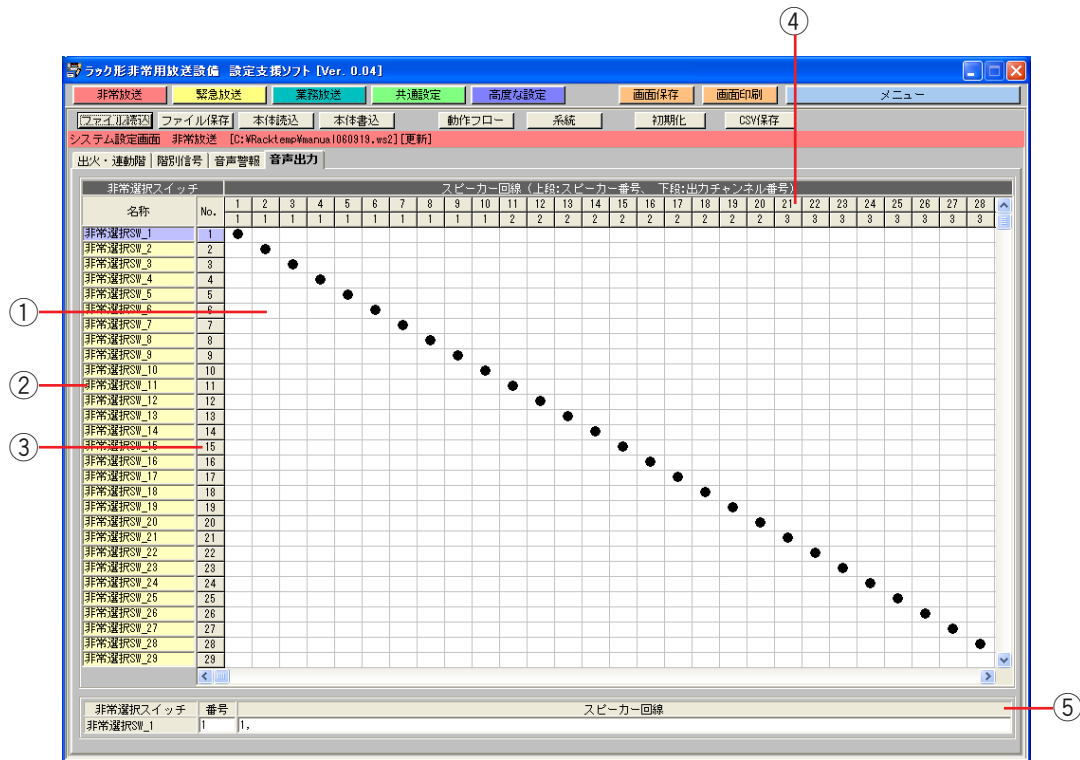 ④
ラック形非常用放送設備 設定支援ソフト [Ver. 0.04]
非常放送 緊急放送 業務放送 共通設定 高度な設定 画面保存 画面印刷 メニュー
ファイル読込 ファイル保存 本体読込 本体書込 動作フロー 系統 初期化 CSV保存
システム設定画面 非常放送 [C:¥Racktemp¥manual060919.ws2][更新]
出火・連動階 階別信号 音声警報 音声出力
非常選択スイッチ スピーカー回線(上段:スピーカー番号、 下段:出力チャンネル番号)
名称 No. 1 2 3 4 5 6 7 8 9 10 11 12 13 14 15 16 17 18 19 20 21 22 23 24 25 26 27 28
1 1 1 1 1 1 1 1 1 1 2 2 2 2 2 2 2 2 2 2 3 3 3 3 3 3 3 3
非常選択SW_1 1
非常選択SW_2 2
非常選択SW_3 3
非常選択SW_4 4
非常選択SW_5 5
① 非常選択SW_6 6
非常選択SW_7 7
非常選択SW_8 8
非常選択SW_9 9
非常選択SW_10 10
② 非常選択SW_11 11
非常選択SW_12 12
非常選択SW_13 13
非常選択SW_14 14
③ 非常選択SW_15 15
非常選択SW_16 16
非常選択SW_17 17
非常選択SW_18 18
非常選択SW_19 19
非常選択SW_20 20
非常選択SW_21 21
非常選択SW_22 22
非常選択SW_23 23
非常選択SW_24 24
非常選択SW_25 25
非常選択SW_26 26
非常選択SW_27 27
非常選択SW_28 28
非常選択SW_29 29
非常選択スイッチ 番号 スピーカー回線 ⑤
非常選択SW_1 1 1,